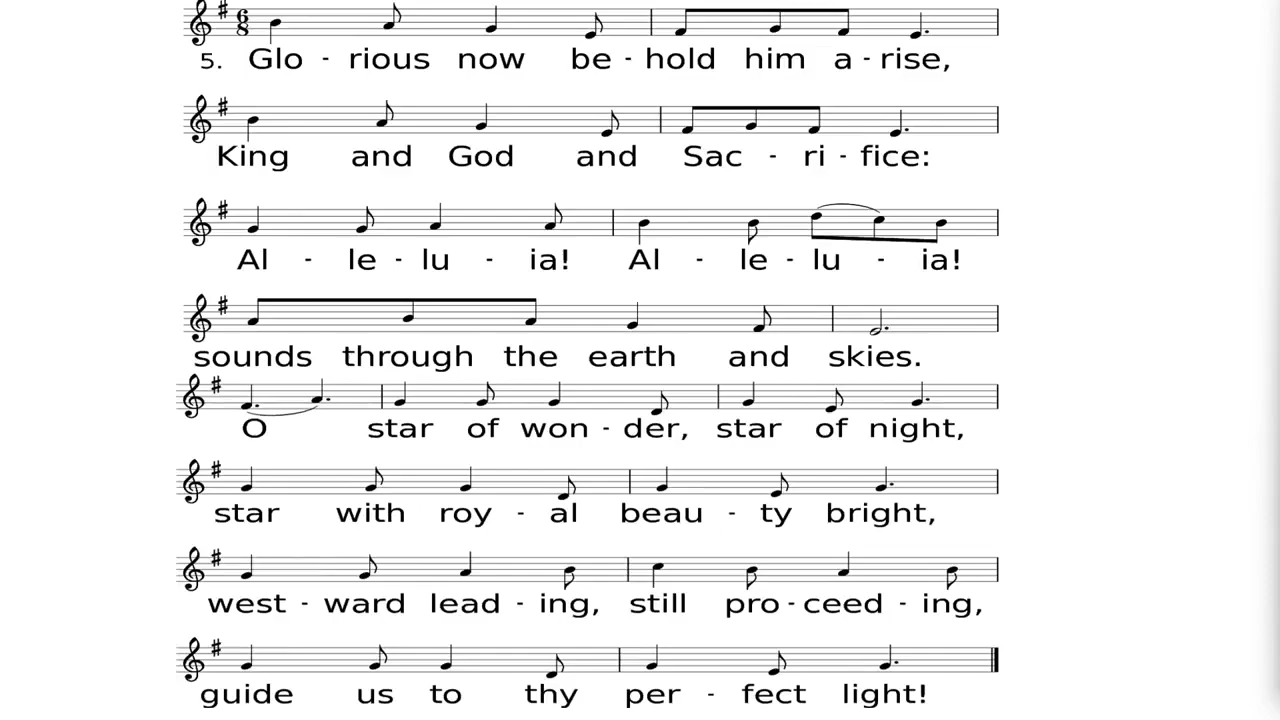 5. Glo - rious now be - hold him a - rise,
King and God and Sac - ri - fice:
Al - le - lu - ia! Al - le - lu - ia!
sounds through the earth and skies.
O star of won - der, star of night,
star with roy - al beau - ty bright,
west - ward lead - ing, still pro - ceed - ing,
guide us to thy per - fect light!